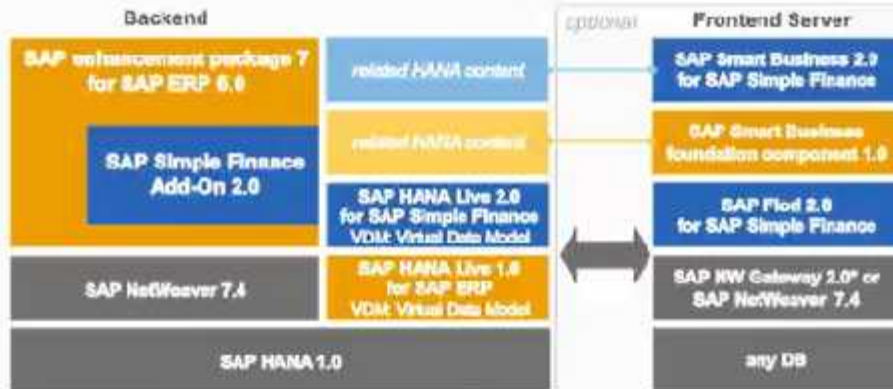 Backend
optional
Frontend Server
SAP enhancement package 7
for SAP ERP 6.0
related HANA content
SAP Smart Business 2.0
for SAP Simple Finance
SAP Simple Finance
Add-On 2.0
related HANA content
SAP Smart Business
foundation component 1.0
SAP HANA Live 2.0
for SAP Simple Finance
VDM: Virtual Data Model
SAP Fiori 2.0
for SAP Simple Finance
SAP NetWeaver 7.4
SAP HANA Live 1.0
for SAP ERP
VDM: Virtual Data Model
SAP NW Gateway 2.0* or
SAP NetWeaver 7.4
SAP HANA 1.0
any DB